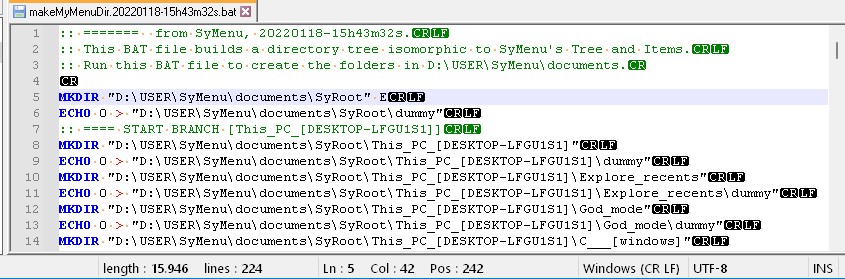 makeMyMenuDir.20220118-15h43m32s.bat
1 :: ======= from SyMenu, 20220118-15h43m32s.CRLF
2 :: This BAT file builds a directory tree isomorphic to SyMenu's Tree and Items.CRLF
3 :: Run this BAT file to create the folders in D:\USER\SyMenu\documents.CR
4 CR
5 MKDIR "D:\USER\SyMenu\documents\SyRoot" ECRLF
6 ECHO 0 > "D:\USER\SyMenu\documents\SyRoot\dummy"CRLF
7 :: ==== START BRANCH [This_PC_[DESKTOP-LFGU1S1]]CRLF
8 MKDIR "D:\USER\SyMenu\documents\SyRoot\This_PC_[DESKTOP-LFGU1S1]"CRLF
9 ECHO 0 > "D:\USER\SyMenu\documents\SyRoot\This_PC_[DESKTOP-LFGU1S1]\dummy"CRLF
10 MKDIR "D:\USER\SyMenu\documents\SyRoot\This_PC_[DESKTOP-LFGU1S1]\Explore_recents"CRLF
11 ECHO 0 > "D:\USER\SyMenu\documents\SyRoot\This_PC_[DESKTOP-LFGU1S1]\Explore_recents\dummy"CRLF
12 MKDIR "D:\USER\SyMenu\documents\SyRoot\This_PC_[DESKTOP-LFGU1S1]\God_mode"CRLF
13 ECHO 0 > "D:\USER\SyMenu\documents\SyRoot\This_PC_[DESKTOP-LFGU1S1]\God_mode\dummy"CRLF
14 MKDIR "D:\USER\SyMenu\documents\SyRoot\This_PC_[DESKTOP-LFGU1S1]\C___[windows]"CRLF
length : 15.946 lines : 224 Ln : 5 Col : 42 Pos : 242 Windows (CR LF) UTF-8 INS